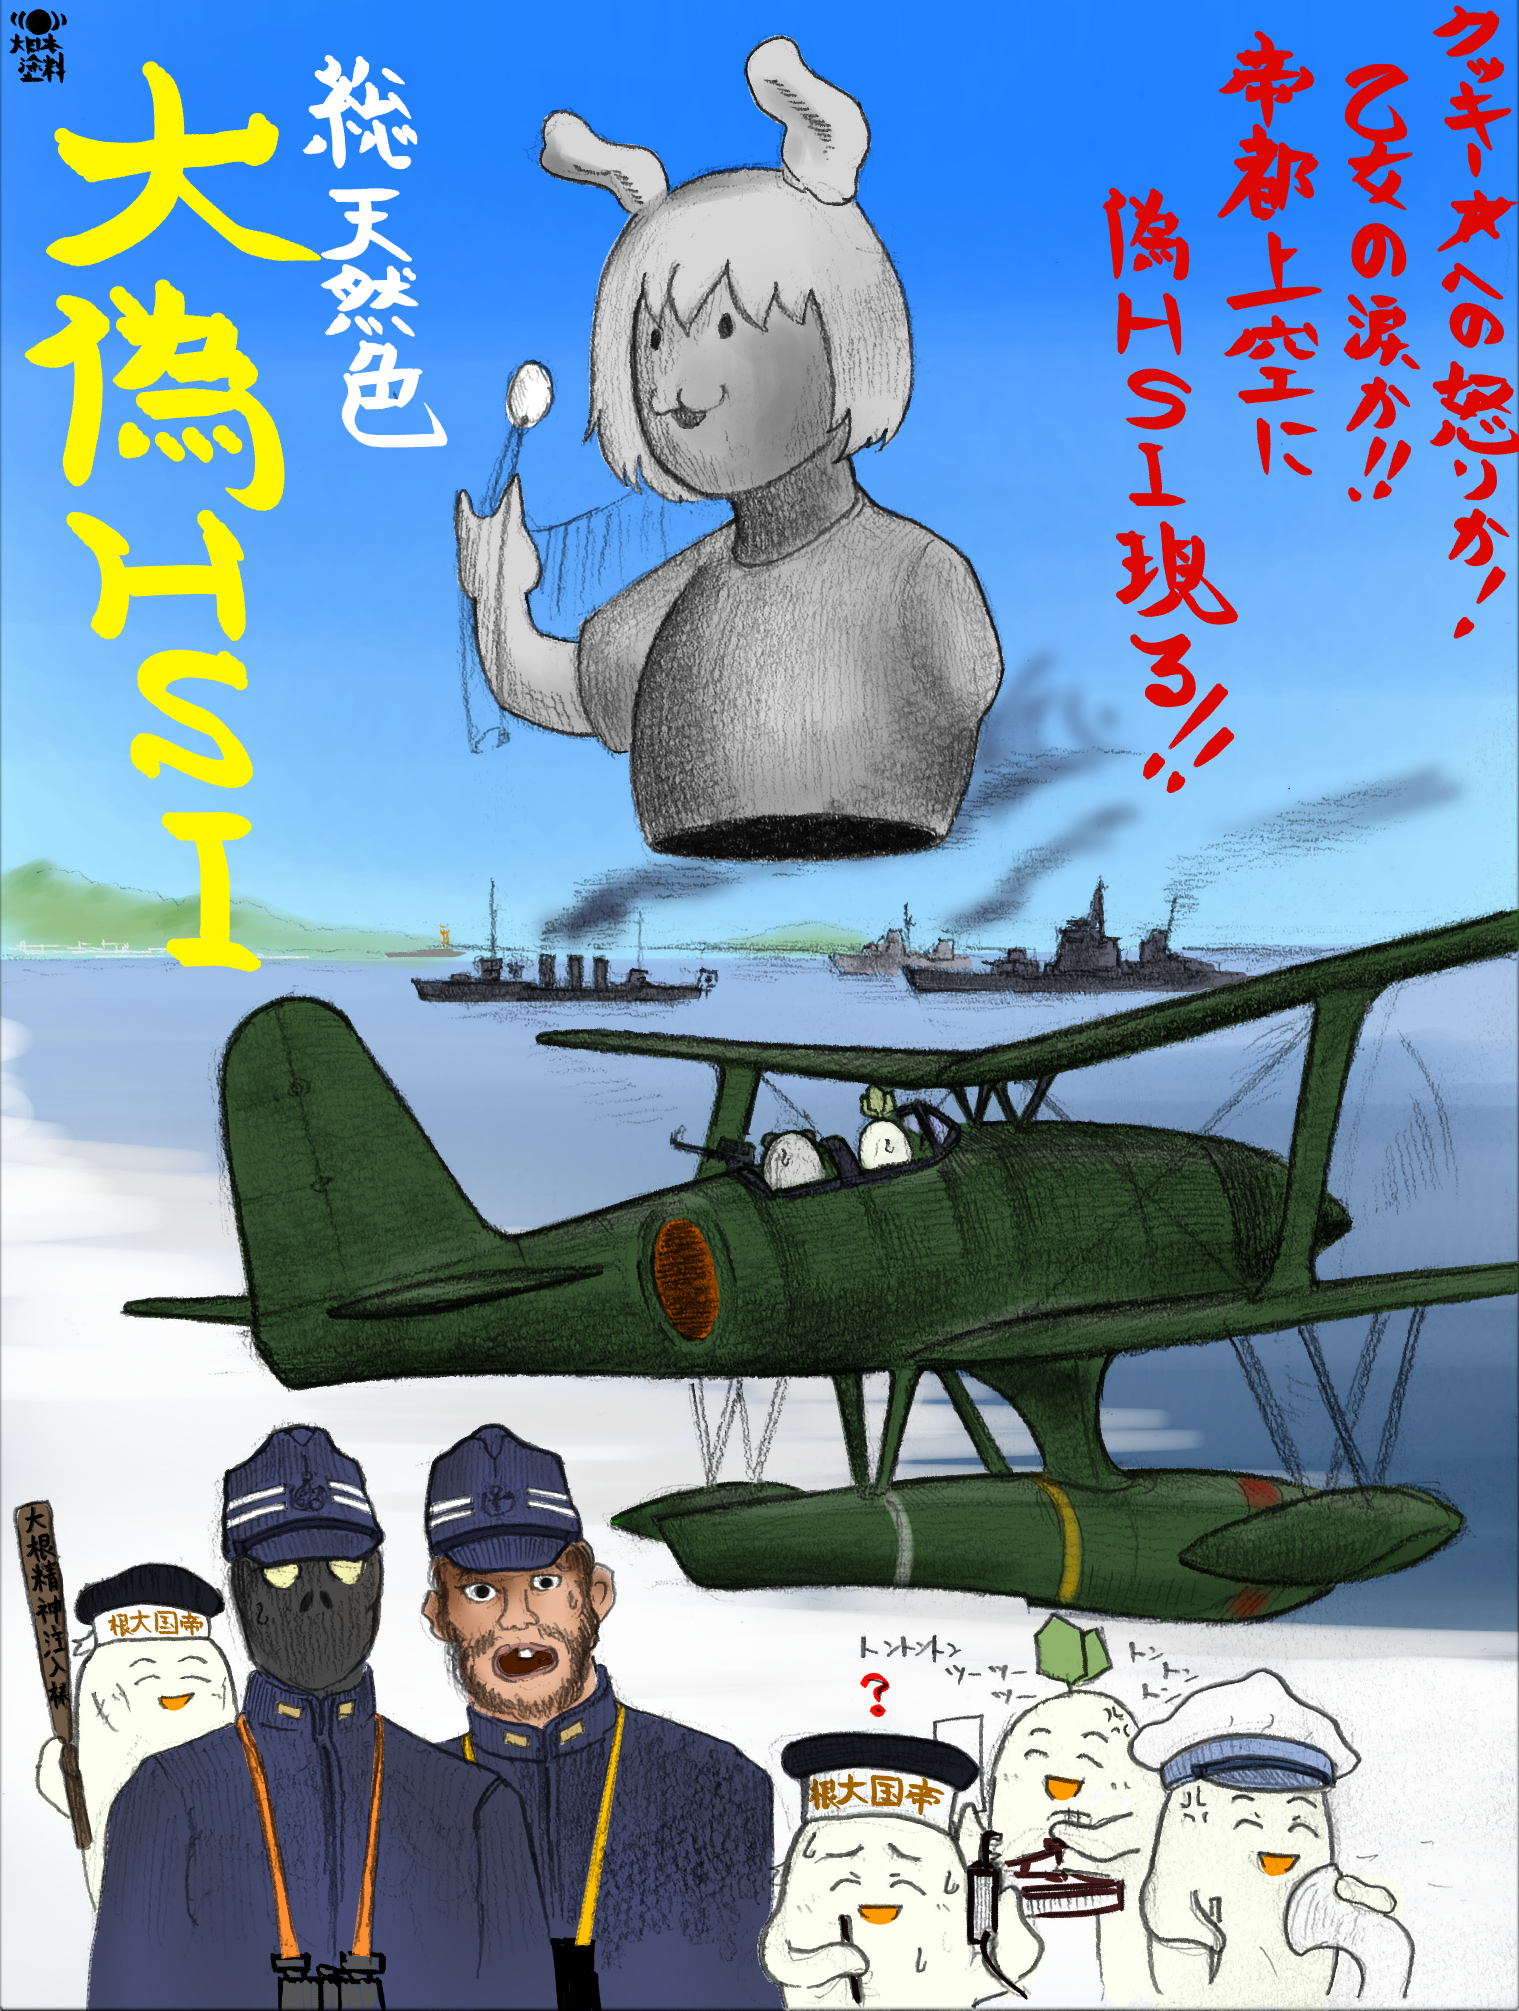 クッキー☆への怒りか!
乙女の涙か!!
帝都上空に
偽HSI現る!!
総天然色
大偽HSI
大日本
塗料
大根精神注入棒
根大国帝
根大国帝
トントントン
ツーツー
ツー
?
トン
トン
トン